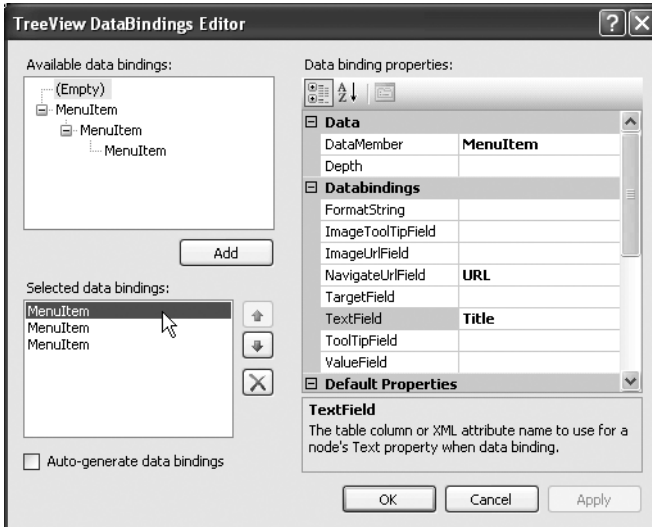 TreeView DataBindings Editor
Available data bindings:
(Empty)
MenuItem
MenuItem
MenuItem
Add
Selected data bindings:
MenuItem
MenuItem
MenuItem
Auto-generate data bindings
Data binding properties:
Data
DataMember MenuItem
Depth
Databindings
FormatString
ImageToolTipField
ImageUrlField
NavigateUrlField URL
TargetField
TextField Title
ToolTipField
ValueField
Default Properties
TextField
The table column or XML attribute name to use for a
node's Text property when data binding.
OK Cancel Apply